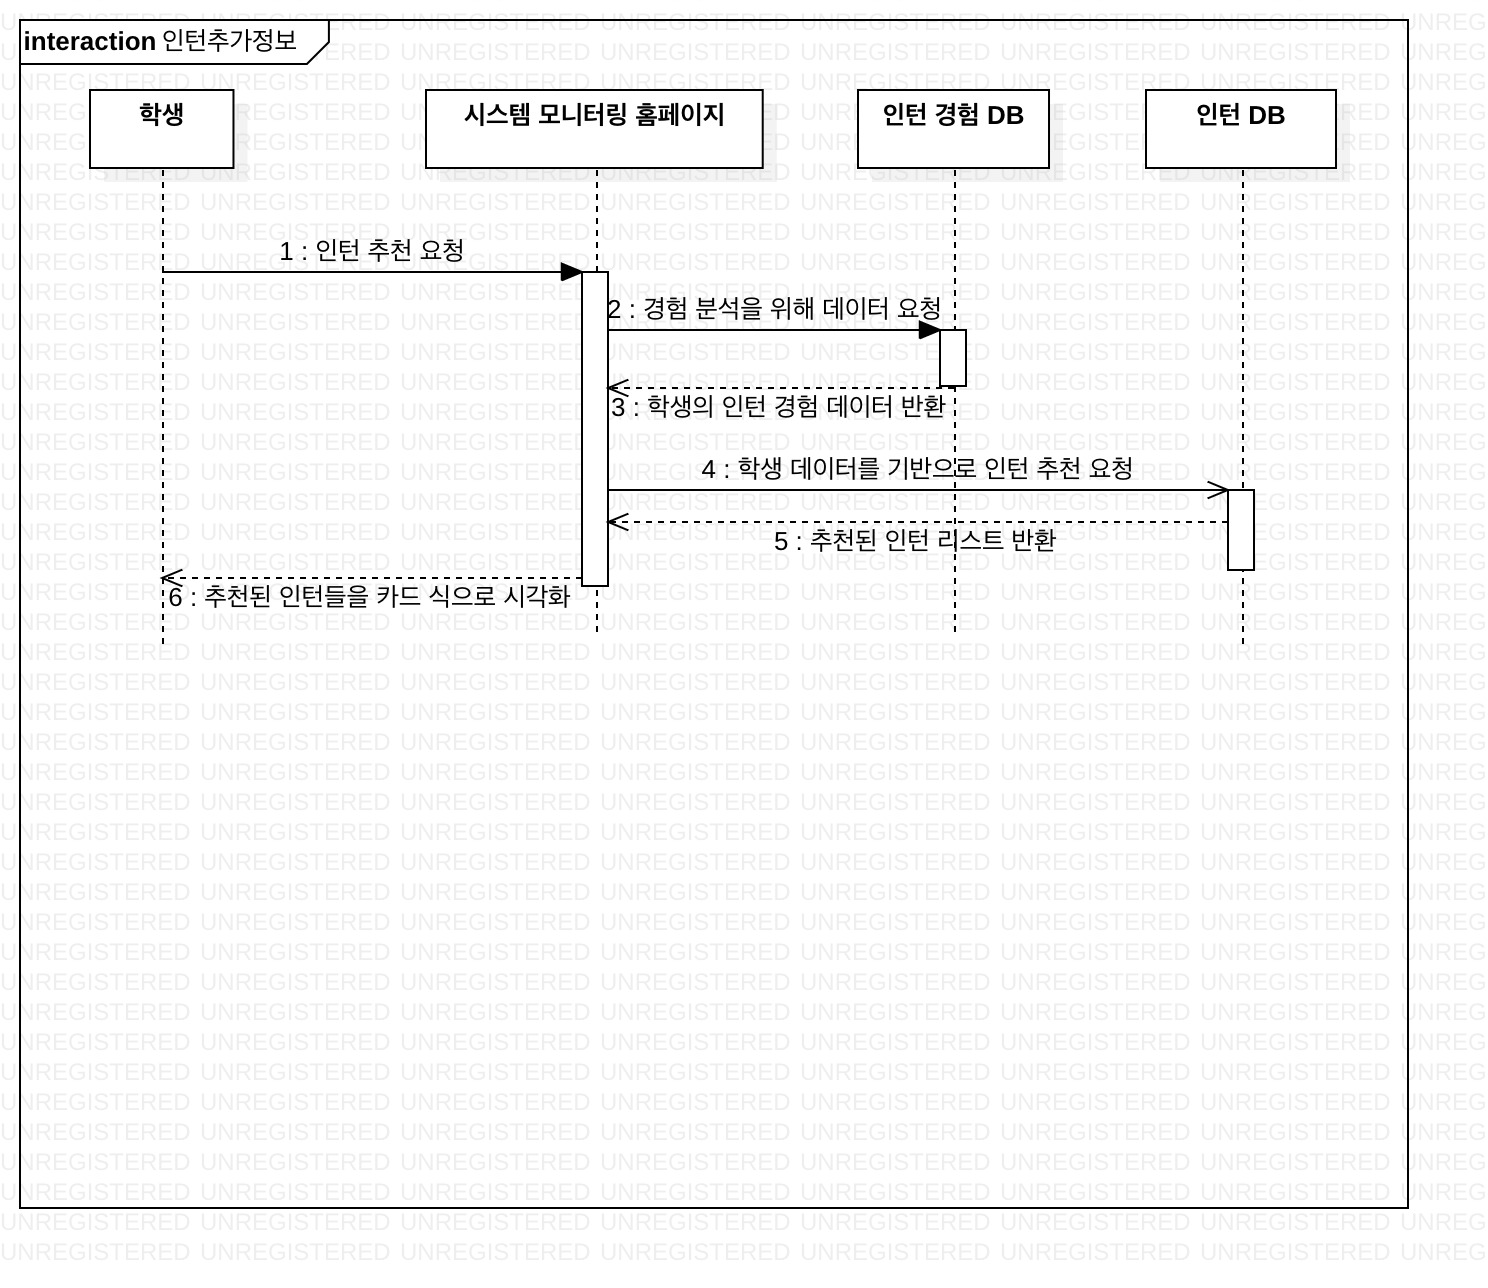 interaction 인턴추가정보
학생
시스템 모니터링 홈페이지
인턴 경험 DB
인턴 DB
1 : 인턴 추천 요청
2 : 경험 분석을 위해 데이터 요청
3 : 학생의 인턴 경험 데이터 반환
4 : 학생 데이터를 기반으로 인턴 추천 요청
5 : 추천된 인턴 리스트 반환
6 : 추천된 인턴들을 카드 식으로 시각화
UNREGISTERED